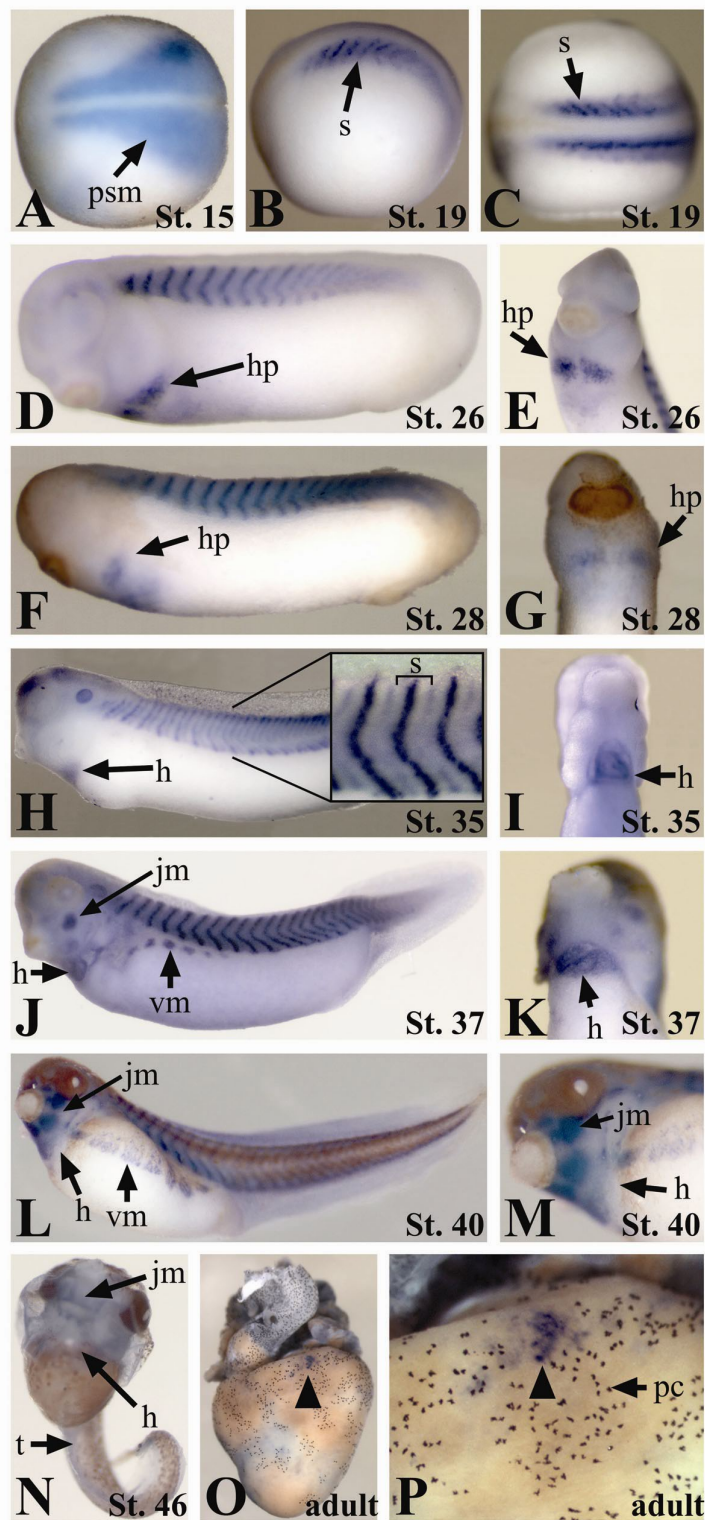 psm
A
St. 15
s
B
St. 19
s
C
St. 19
hp
D
St. 26
hp
E
St. 26
hp
F
St. 28
hp
G
St. 28
s
h
H
St. 35
h
I
St. 35
jm
h
vm
J
St. 37
h
K
St. 37
jm
h
vm
L
St. 40
jm
h
M
St. 40
jm
h
t
N
St. 46
O
adult
pc
P
adult